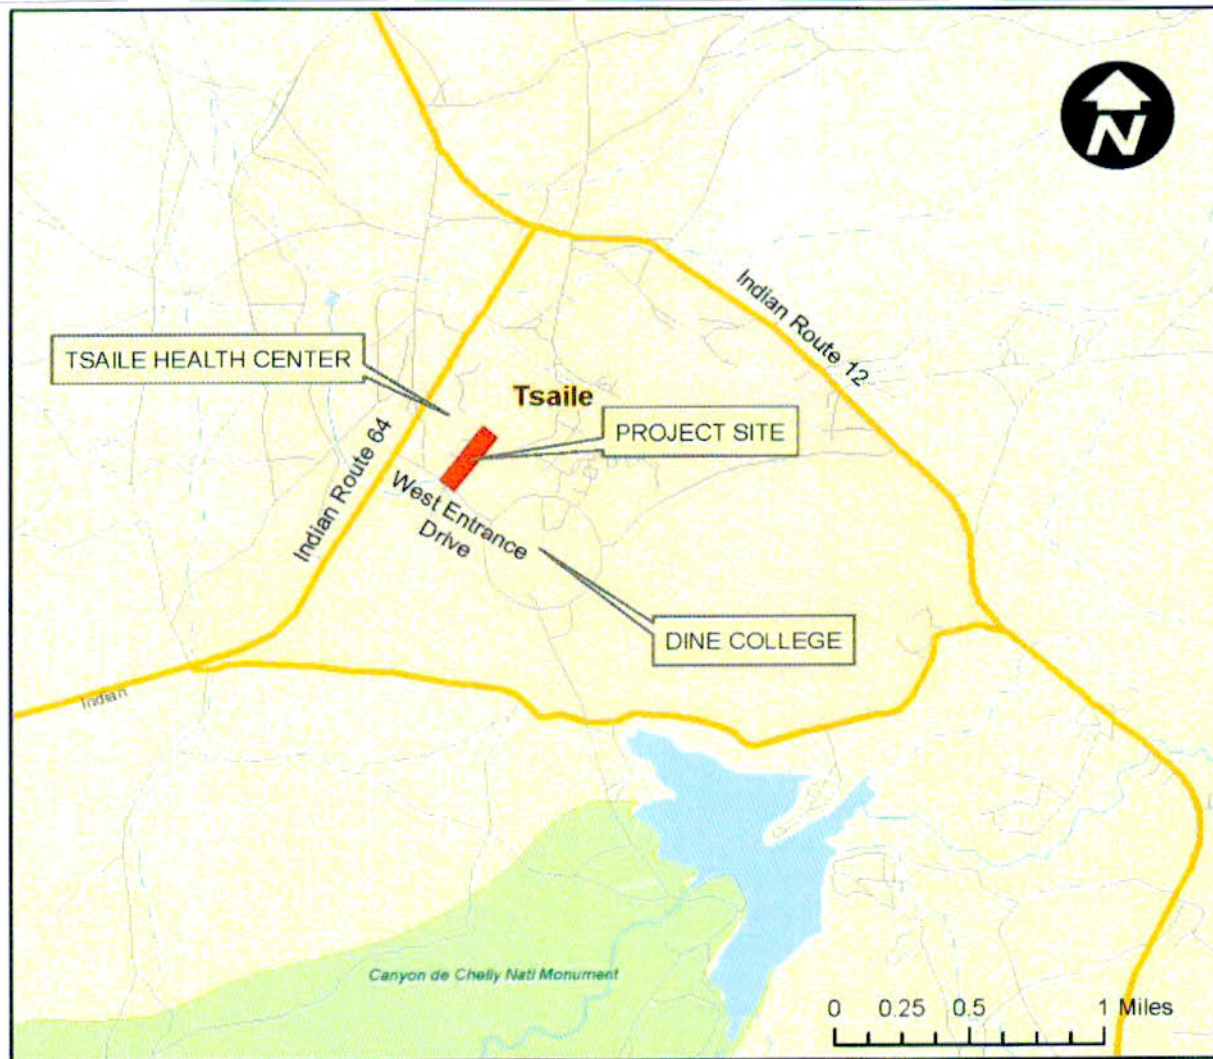 N
Indian Route 12
TSAILE HEALTH CENTER
Tsaile
PROJECT SITE
Indian Route 64
West Entrance
Drive
DINE COLLEGE
Indian
Canyon de Chelly Natl Monument
0 0.25 0.5 1 Miles